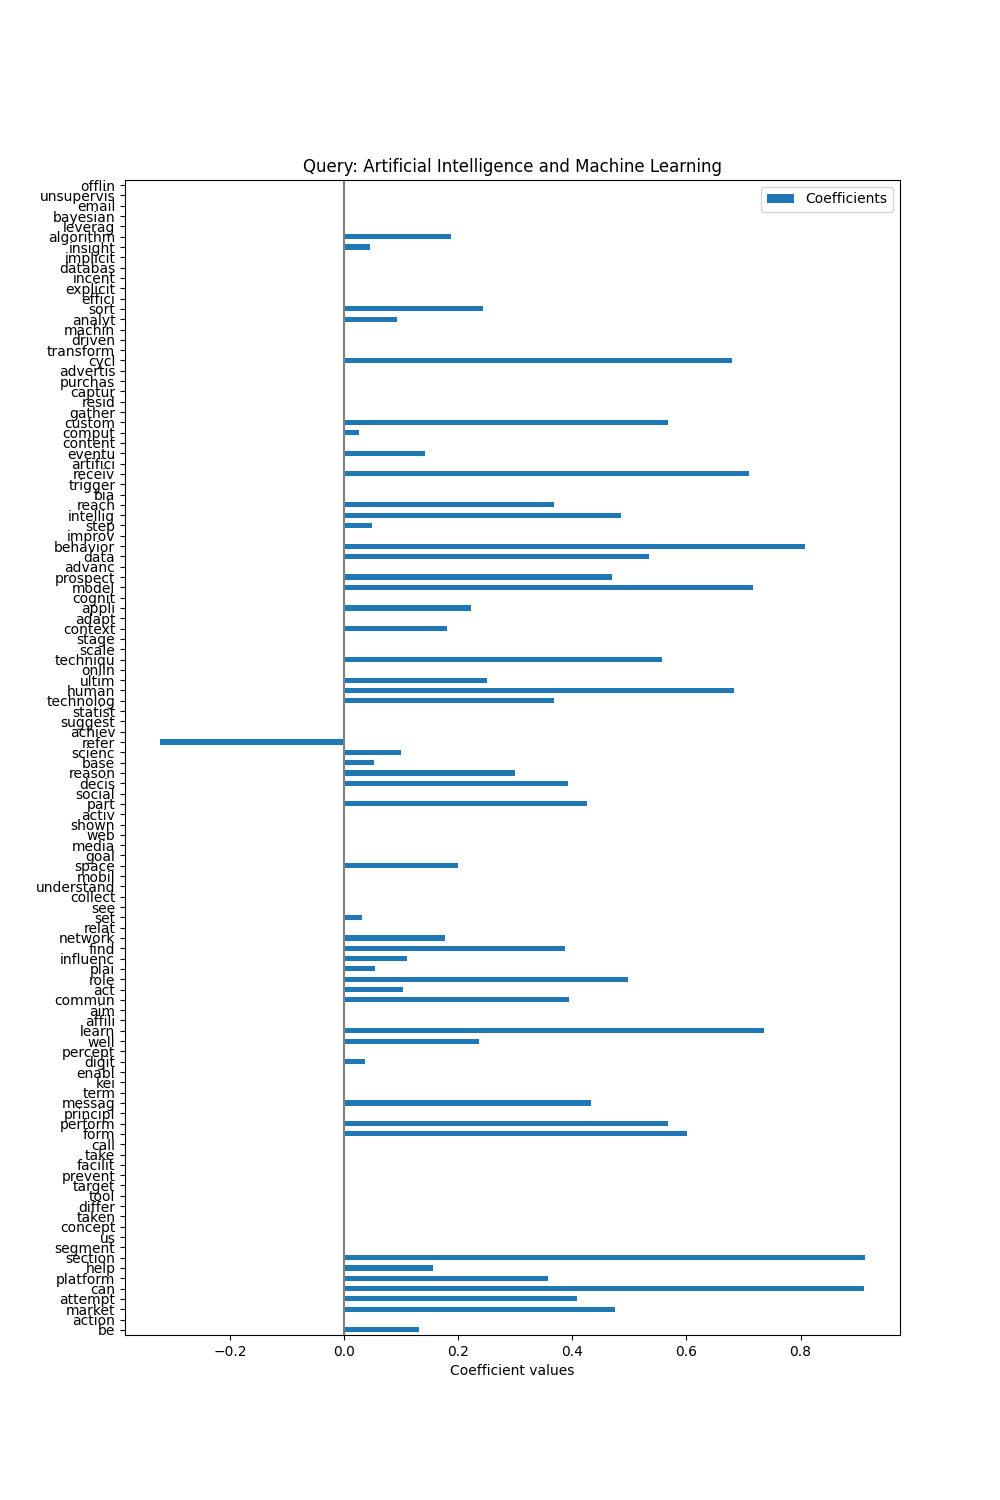 Query: Artificial Intelligence and Machine Learning
Coefficients
offlin
unsupervis
email
bayesian
leverag
algorithm
insight
implicit
databas
incent
explicit
effici
sort
analyt
machin
driven
transform
cycl
advertis
purchas
captur
resid
gather
custom
comput
content
eventu
artifici
receiv
trigger
bia
reach
intellig
step
improv
behavior
data
advanc
prospect
model
cognit
appli
adapt
context
stage
scale
techniqu
onlin
ultim
human
technolog
statist
suggest
achiev
refer
scienc
base
reason
decis
social
part
activ
shown
web
media
goal
space
mobil
understand
collect
see
set
relat
network
find
influenc
plai
role
act
commun
aim
affili
learn
well
percept
digit
enabl
kei
term
messag
principl
perform
form
call
take
facilit
prevent
target
tool
differ
taken
concept
us
segment
section
help
platform
can
attempt
market
action
be
−0.2 0.0 0.2 0.4 0.6 0.8
Coefficient values